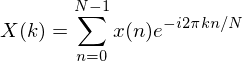 X(k) = \sum_{n=0}^{N-1} x(n)e^{-i2\pi kn/N}